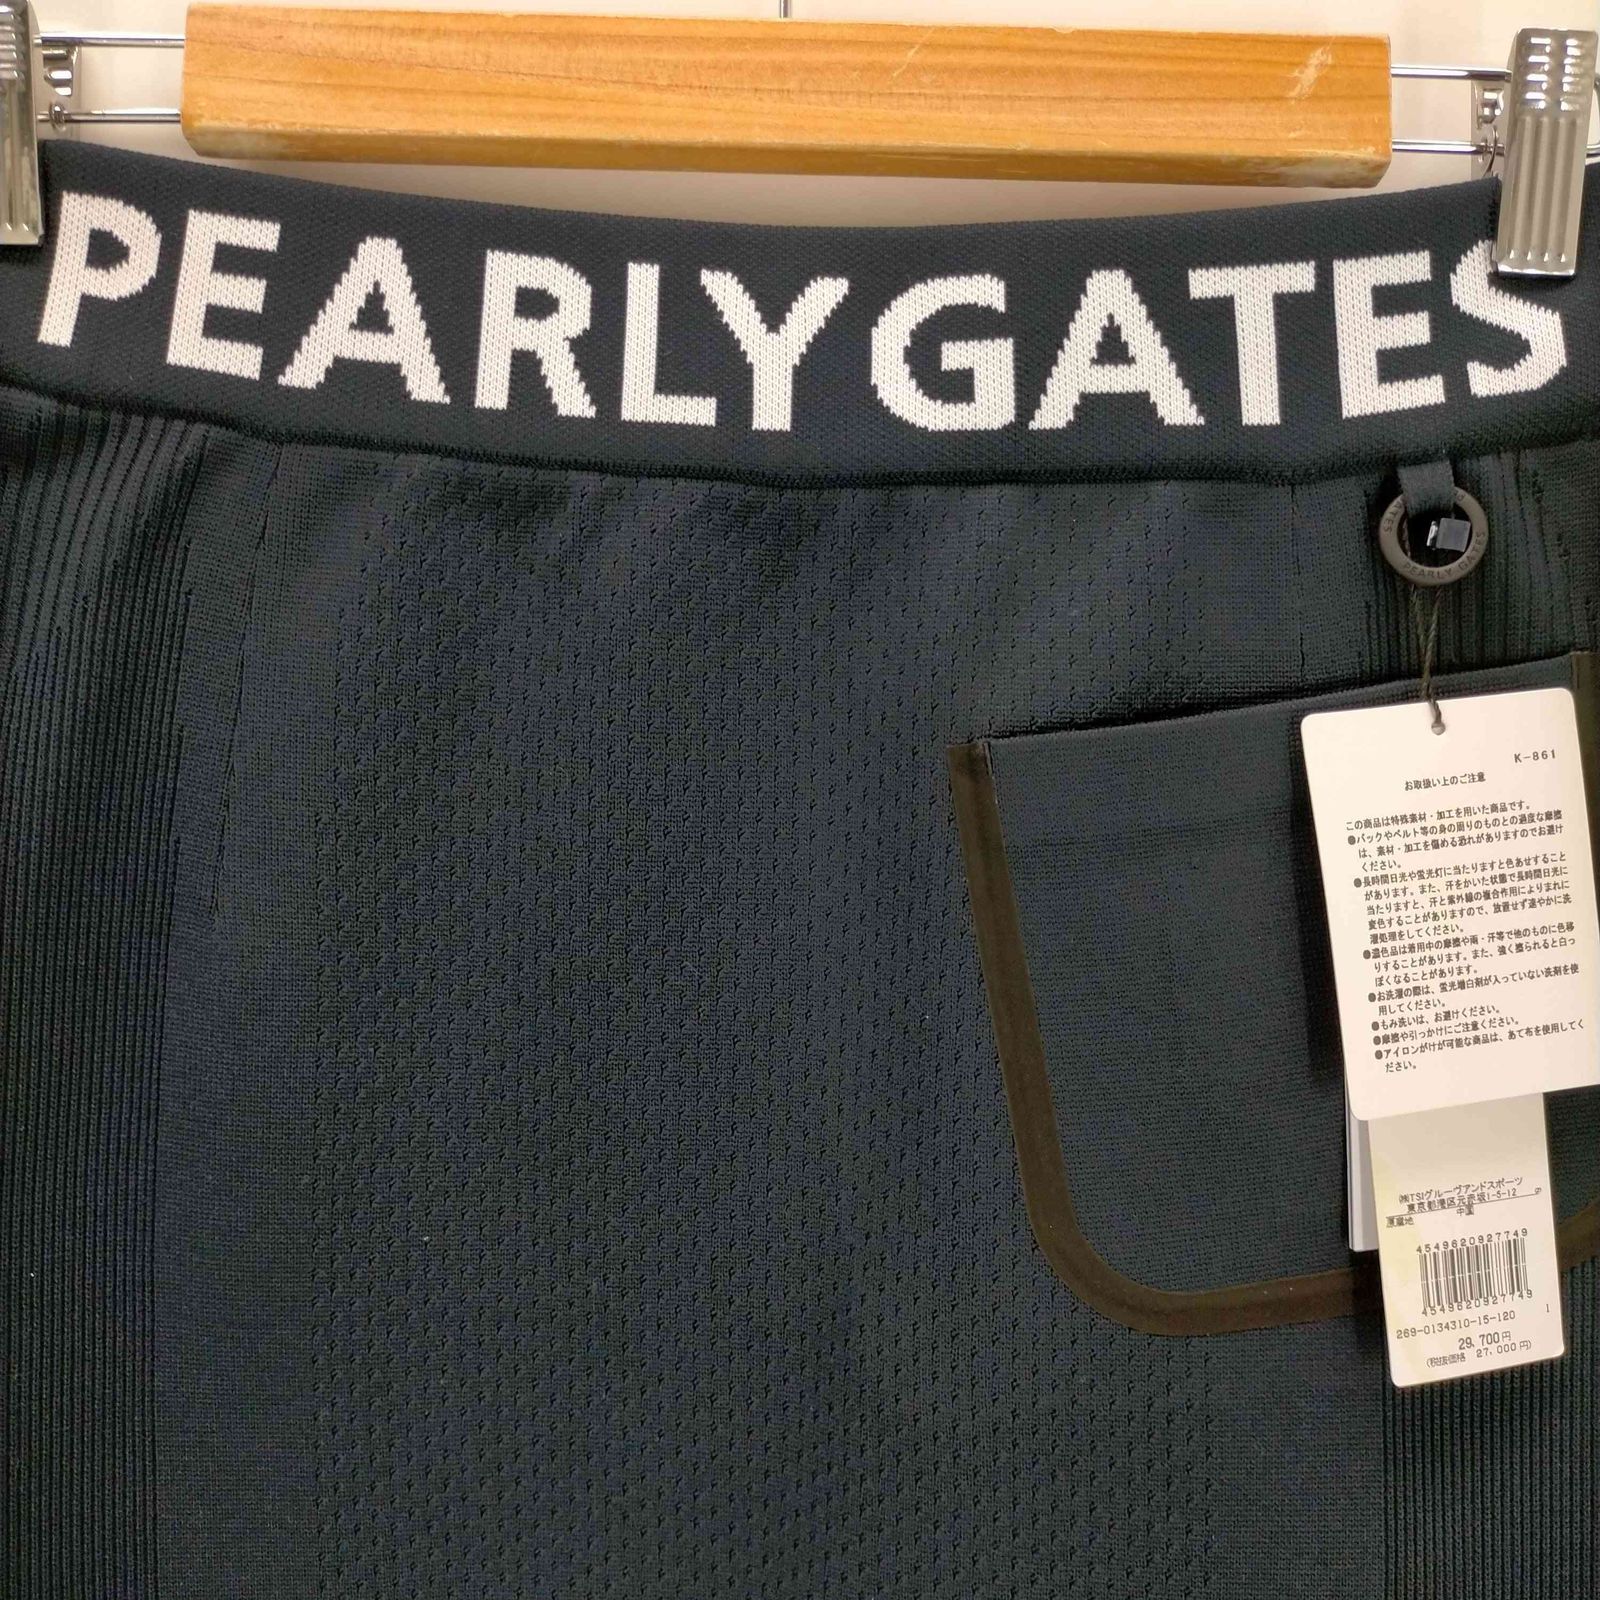 PEARLYGATES
PEARLY GATES
K-861
お取扱い上のご注意
この商品は特殊素材・加工を用いた商品です。
●バックやベルト等の身の周りのものとの過度な摩擦
は、素材・加工を傷める恐れがありますのでお避け
ください。
●長時間日光や蛍光灯に当たりますと色あせすること
があります。また、汗をかいた状態で長時間日光に
当たりますと、汗と紫外線の複合作用によりまれに
変色することがありますので、放置せず速やかに洗
濯処理をしてください。
●濃色品は着用中の摩擦や雨・汗等で他のものに色移
りすることがあります。また、強く擦られると白っ
ぽくなることがあります。
●お洗濯の際は、蛍光増白剤が入っていない洗剤を使
用してください。
●もみ洗いは、お避けください。
●摩擦や引っかけにご注意ください。
●アイロンがけが可能な商品は、あて布を使用してく
ださい。
㈱TSIグルーヴアンドスポーツ
東京都港区元赤坂1-5-12
原産地 中国
4549620927749
4549620927749
269-0134310-15-120 1
29,700円
(税抜価格 27,000円)